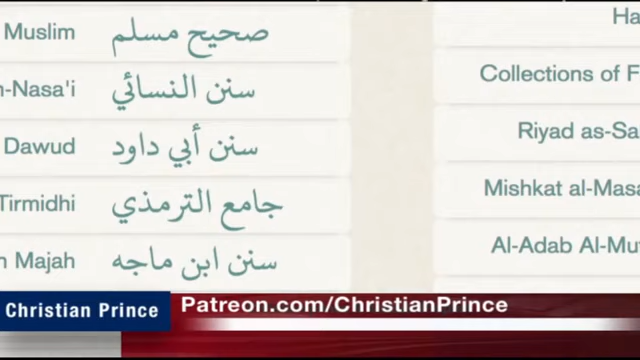 Muslim صحيح مسلم
n-Nasa'i سنن النسائي
Dawud سنن أبي داود
Tirmidhi جامع الترمذي
n Majah سنن ابن ماجه
Ha
Collections of F
Riyad as-Sa
Mishkat al-Masa
Al-Adab Al-Mu
Christian Prince
Patreon.com/ChristianPrince